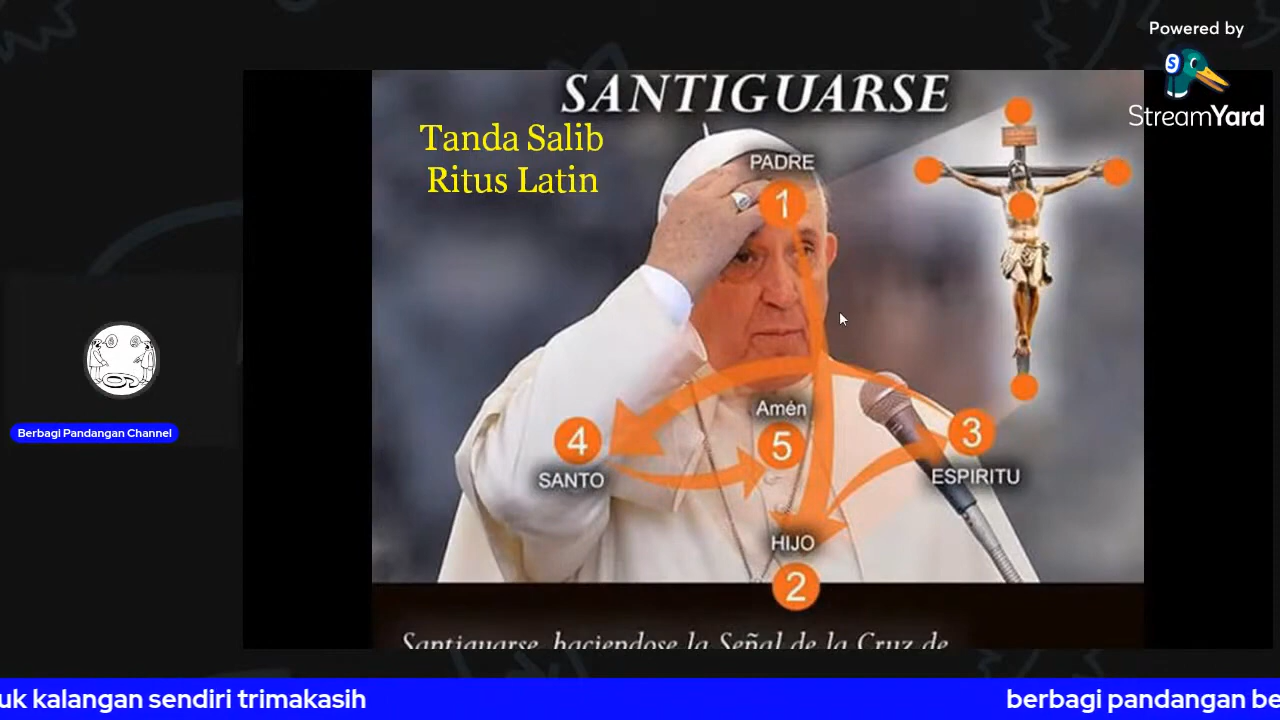 Powered by
StreamYard
SANTIGUARSE
Tanda Salib
Ritus Latin
PADRE
1
Amén
5
4
SANTO
3
ESPIRITU
HIJO
2
Santiguarse, haciendose la Señal de la Cruz de
Berbagi Pandangan Channel
uk kalangan sendiri trimakasih
berbagi pandangan be